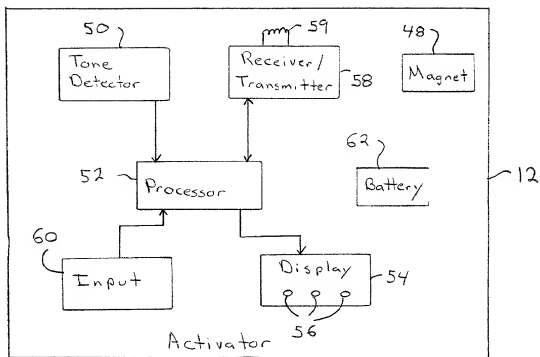 50
59
48
Tone
Detector
Receiver/
Transmitter
58
Magnet
62
52
Processor
Battery
12
60
Input
Display
54
56
Activator